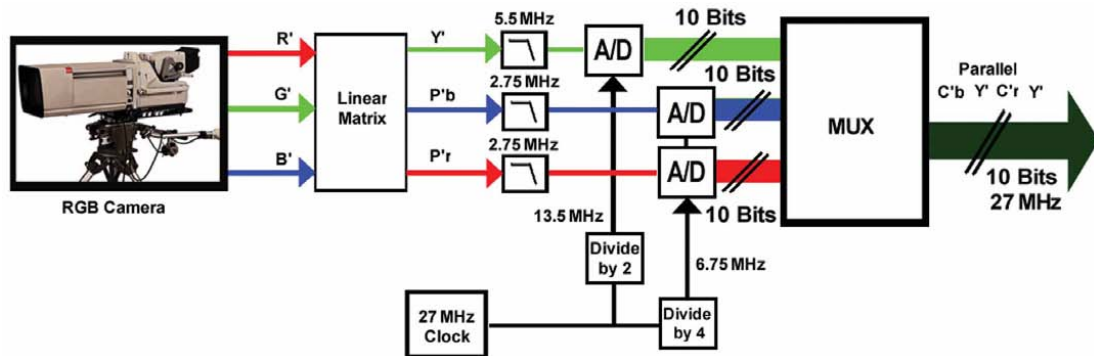 5.5 MHz
10 Bits
R'
Y'
A/D
2.75 MHz
10 Bits
Parallel
C'b Y' C'r Y'
G'
Linear
Matrix
P'b
A/D
MUX
2.75 MHz
B'
P'r
A/D
10 Bits
27 MHz
RGB Camera
10 Bits
13.5 MHz
Divide
by 2
6.75 MHz
27 MHz
Clock
Divide
by 4